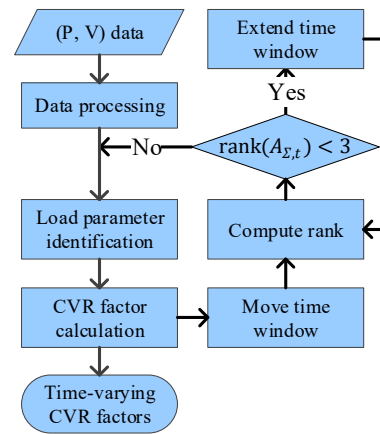 (P, V) data
Data processing
Load parameter
identification
CVR factor
calculation
Time-varying
CVR factors
Extend time
window
Yes
No
rank(A_{Σ,t}) < 3
Compute rank
Move time
window